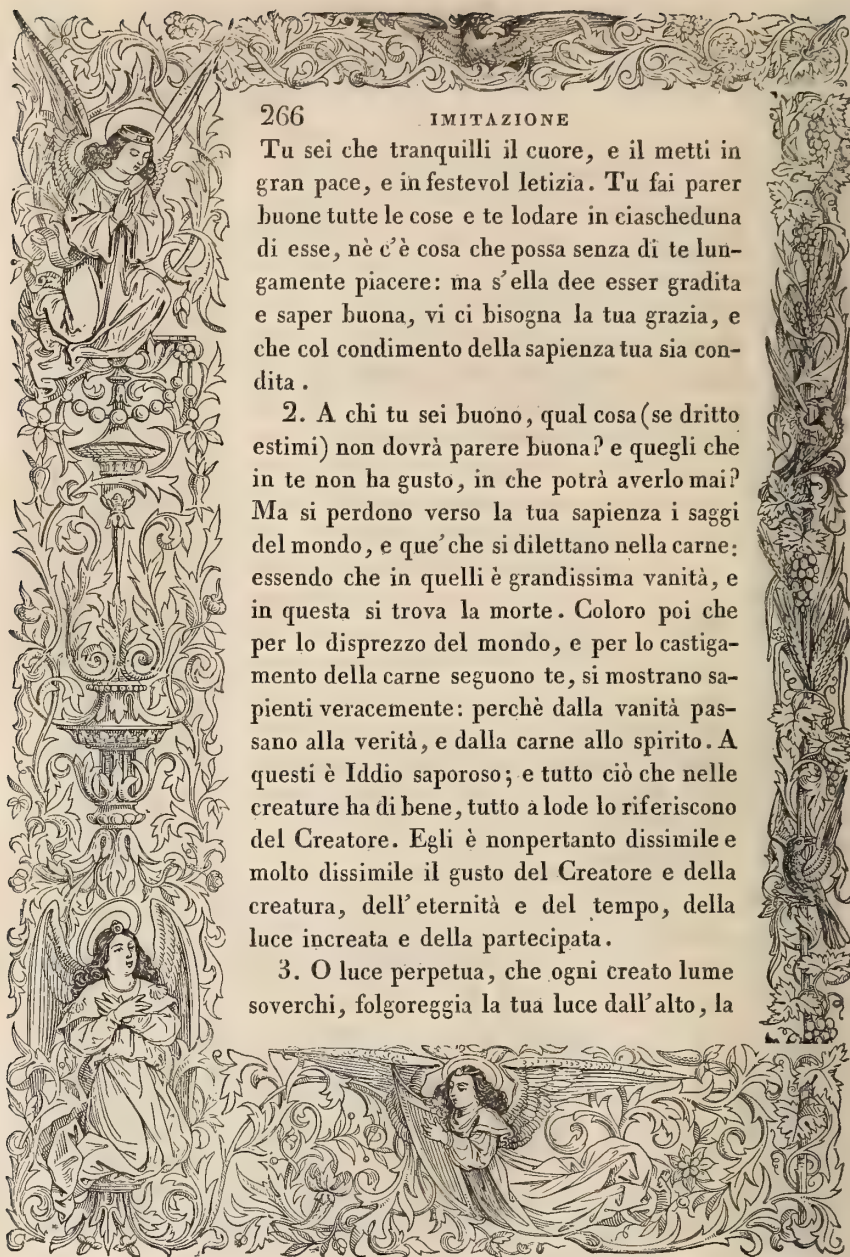 266 IMITAZIONE
Tu sei che tranquilli il cuore, e il metti in
gran pace, e in festevol letizia. Tu fai parer
buone tutte le cose e te lodare in ciascheduna
di esse, nè c'è cosa che possa senza di te lun-
gamente piacere: ma s'ella dee esser gradita
e saper buona, vi ci bisogna la tua grazia, e
che col condimento della sapienza tua sia con-
dita.
2. A chi tu sei buono, qual cosa (se dritto
estimi) non dovrà parere buona? e quegli che
in te non ha gusto, in che potrà averlo mai?
Ma si perdono verso la tua sapienza i saggi
del mondo, e que' che si dilettano nella carne:
essendo che in quelli è grandissima vanità, e
in questa si trova la morte. Coloro poi che
per lo disprezzo del mondo, e per lo castiga-
mento della carne seguono te, si mostrano sa-
pienti veracemente: perchè dalla vanità pas-
sano alla verità, e dalla carne allo spirito. A
questi è Iddio saporoso; e tutto ciò che nelle
creature ha di bene, tutto a lode lo riferiscono
del Creatore. Egli è nonpertanto dissimile e
molto dissimile il gusto del Creatore e della
creatura, dell'eternità e del tempo, della
luce increata e della partecipata.
3. O luce perpetua, che ogni creato lume
soverchi, folgoreggia la tua luce dall'alto, la